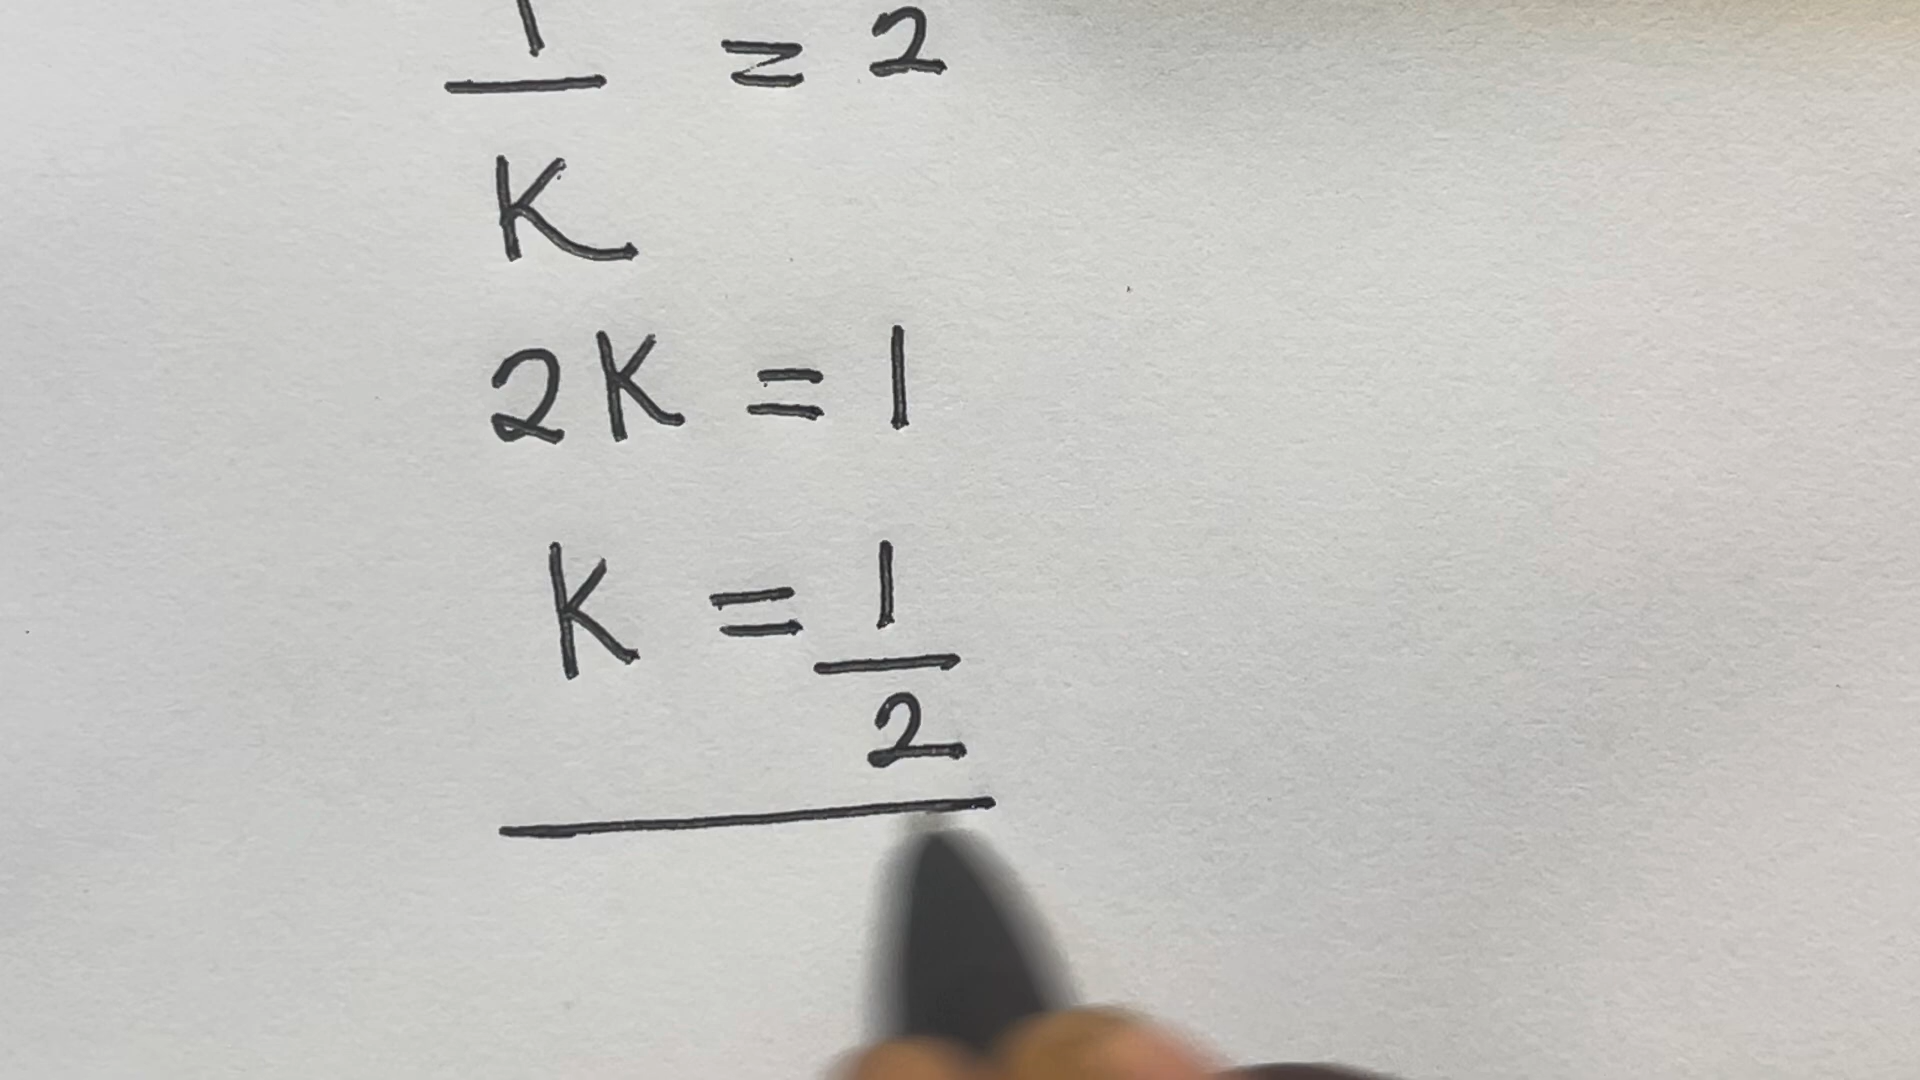 1/K = 2
2K = 1
K = 1/2